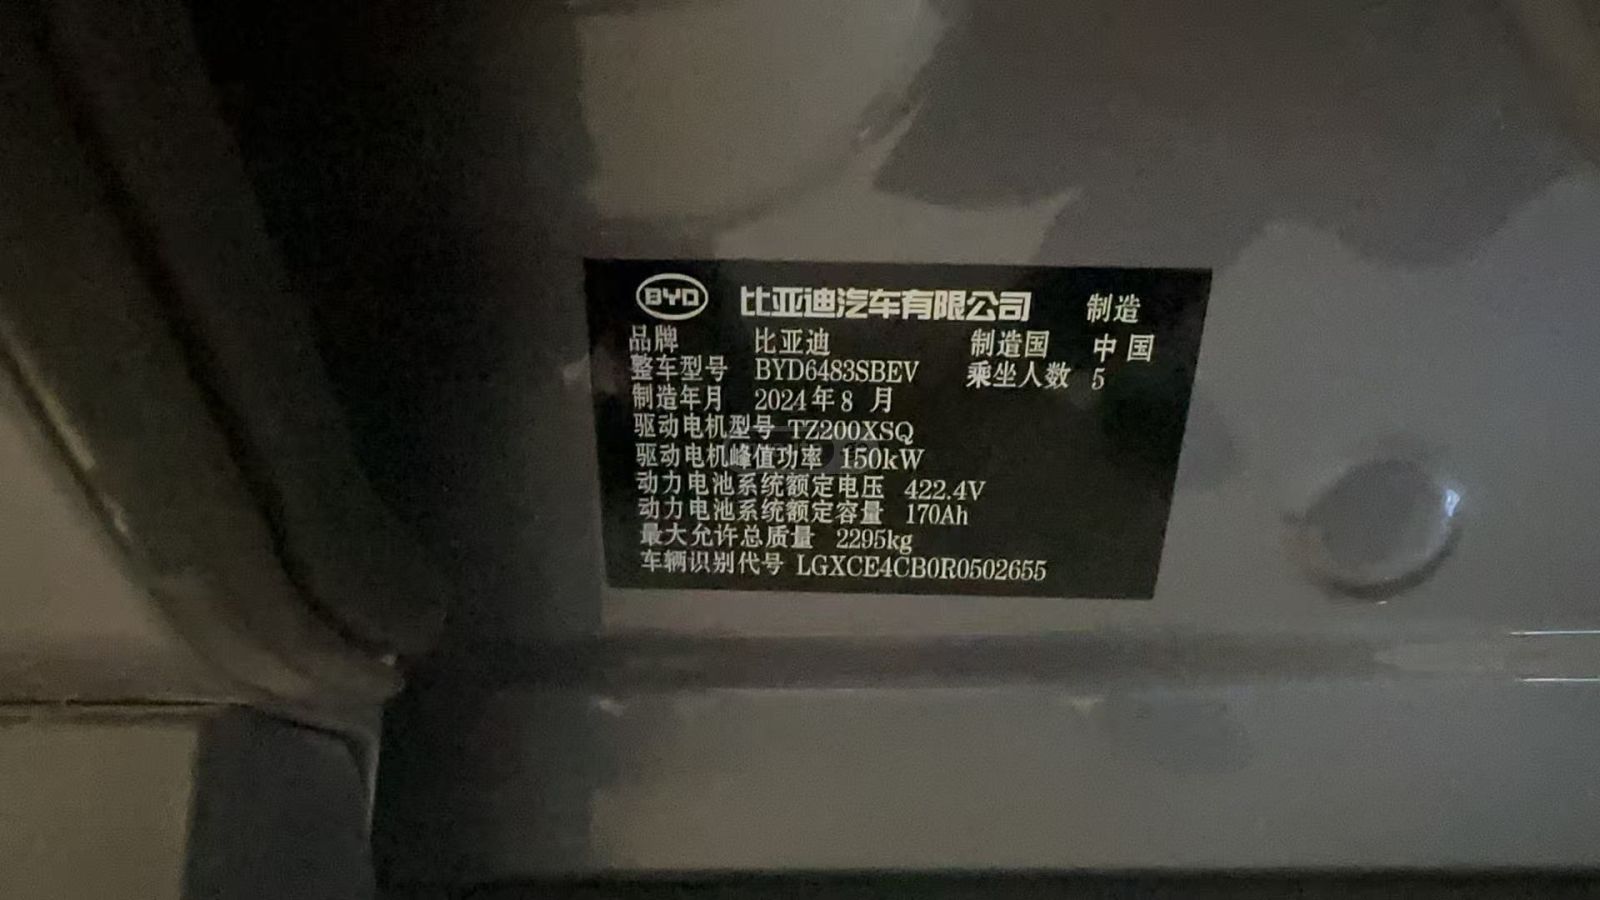 BYD 比亚迪汽车有限公司 制造
品牌 比亚迪 制造国 中国
整车型号 BYD6483SBEV 乘坐人数 5
制造年月 2024年8 月
驱动电机型号 TZ200XSQ
驱动电机峰值功率 150kW
动力电池系统额定电压 422.4V
动力电池系统额定容量 170Ah
最大允许总质量 2295kg
车辆识别代号 LGXCE4CB0R0502655